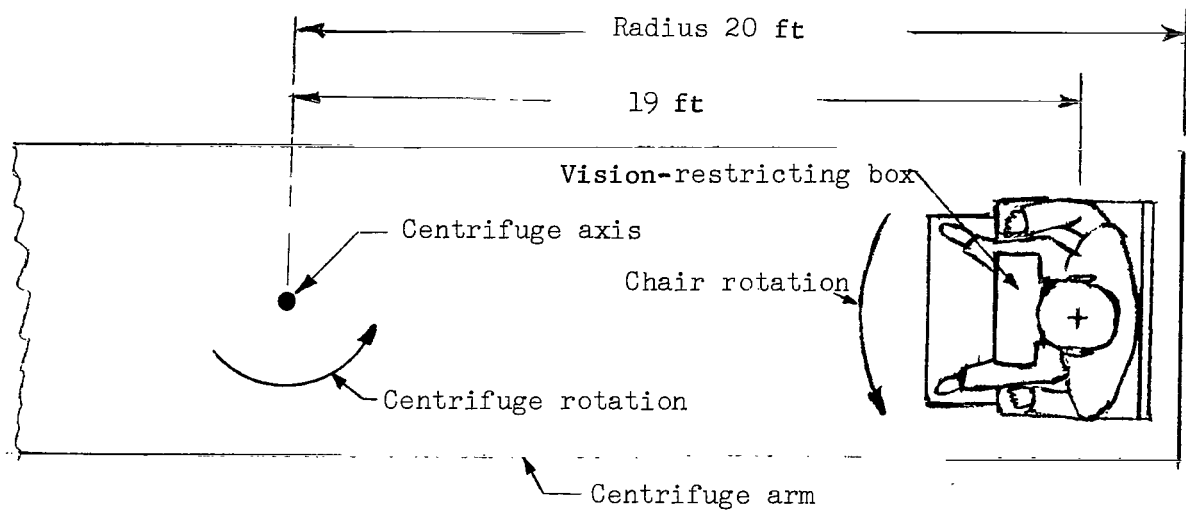 Radius 20 ft
19 ft
Vision-restricting box
Centrifuge axis
Chair rotation
Centrifuge rotation
Centrifuge arm